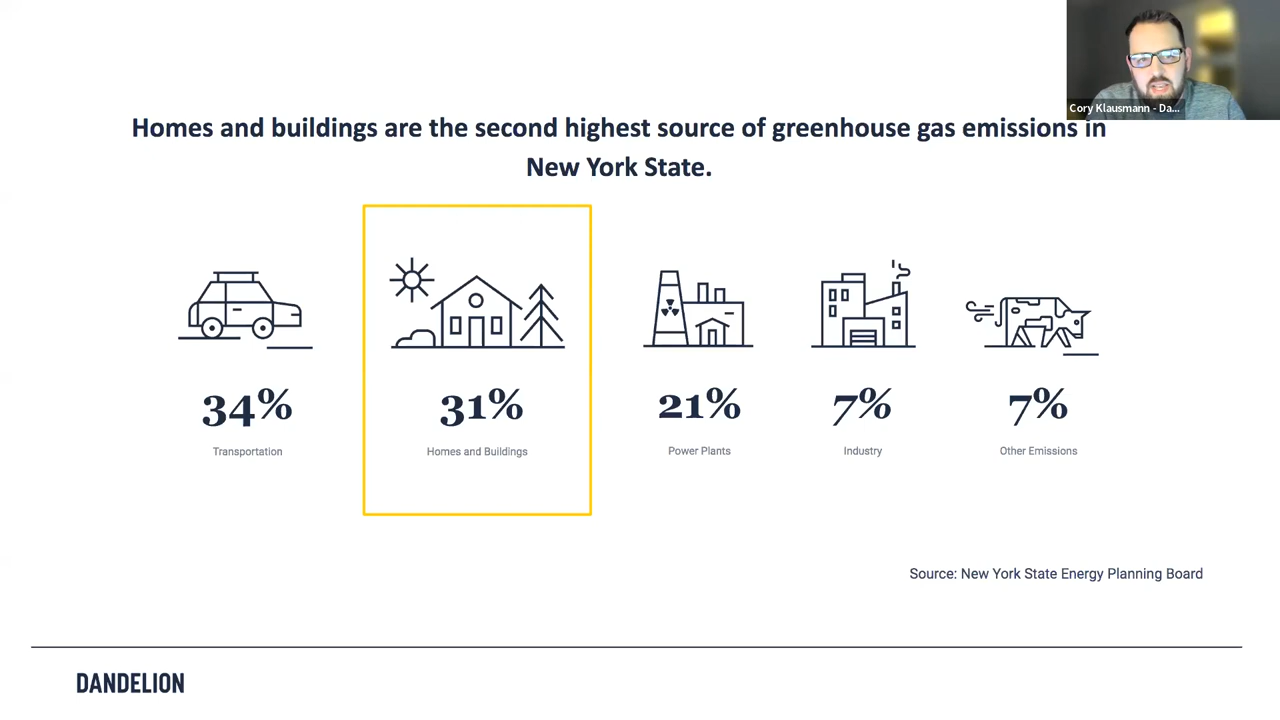 Cory Klausmann - Da...
Homes and buildings are the second highest source of greenhouse gas emissions in
New York State.
34%
Transportation
31%
Homes and Buildings
21%
Power Plants
7%
Industry
7%
Other Emissions
Source: New York State Energy Planning Board
DANDELION